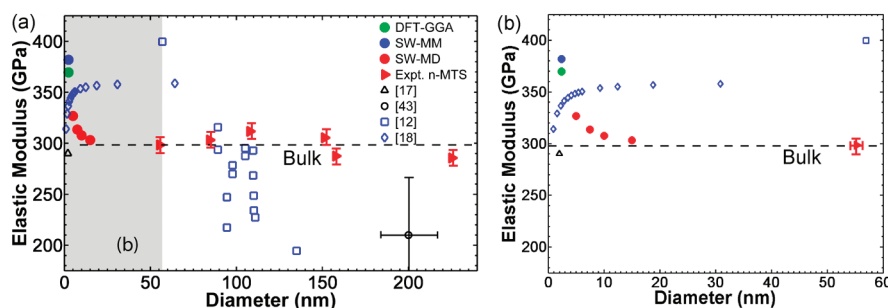 (a)
Elastic Modulus (GPa)
400
350
300
250
200
0
50
100
150
200
Diameter (nm)
Bulk
(b)
DFT-GGA
SW-MM
SW-MD
Expt. n-MTS
[17]
[43]
[12]
[18]
(b)
Elastic Modulus (GPa)
400
350
300
250
200
0
10
20
30
40
50
60
Diameter (nm)
Bulk